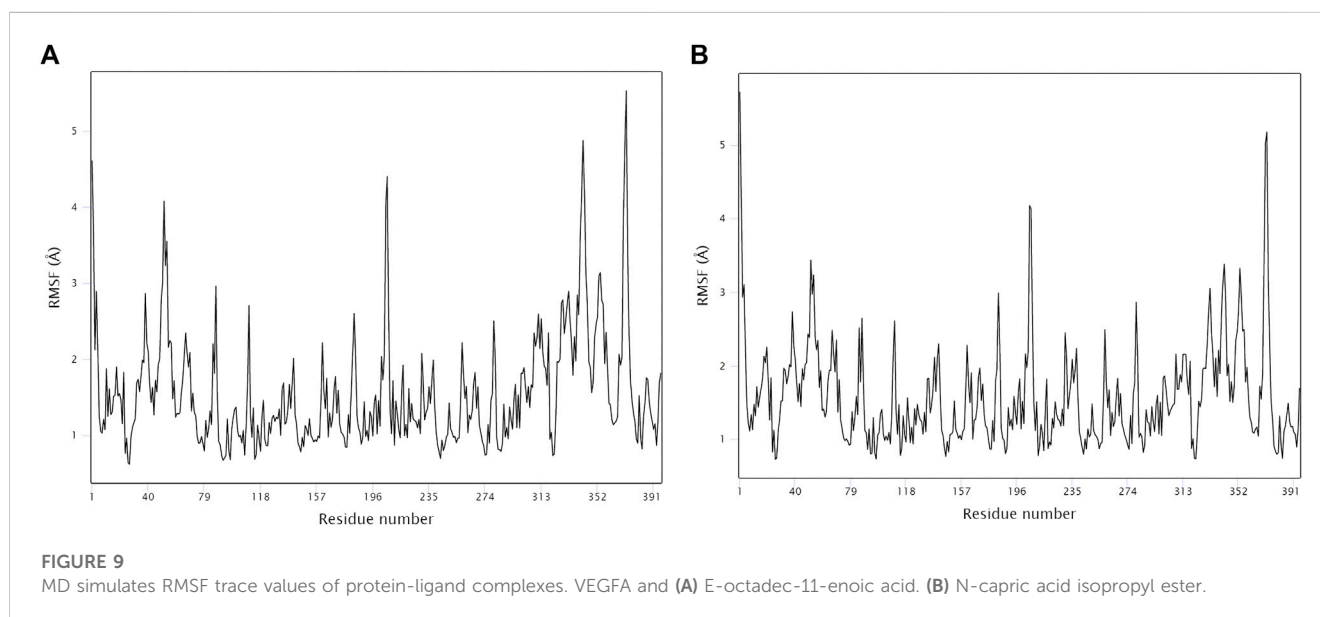 A
B
5
4
3
2
1
RMSF (Å)
1 40 79 118 157 196 235 274 313 352 391
Residue number
5
4
3
2
1
RMSF (Å)
1 40 79 118 157 196 235 274 313 352 391
Residue number
FIGURE 9
MD simulates RMSF trace values of protein-ligand complexes. VEGFA and (A) E-octadec-11-enoic acid. (B) N-capric acid isopropyl ester.